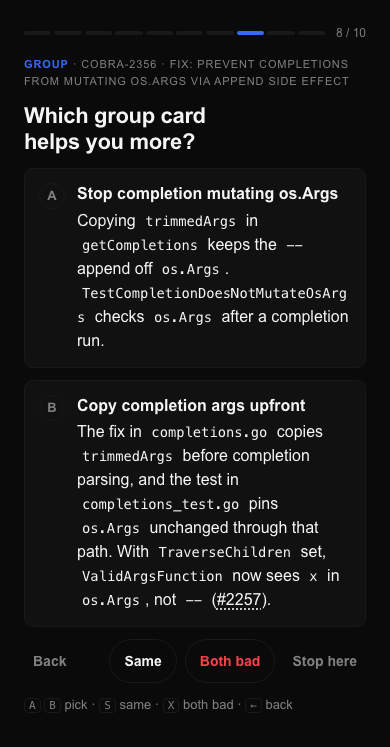 8 / 10
GROUP · COBRA-2356 · FIX: PREVENT COMPLETIONS
FROM MUTATING OS.ARGS VIA APPEND SIDE EFFECT
Which group card
helps you more?
A
Stop completion mutating os.Args
Copying trimmedArgs in
getCompletions keeps the --
append off os.Args.
TestCompletionDoesNotMutateOsArg
s checks os.Args after a completion
run.
B
Copy completion args upfront
The fix in completions.go copies
trimmedArgs before completion
parsing, and the test in
completions_test.go pins
os.Args unchanged through that
path. With TraverseChildren set,
ValidArgsFunction now sees x in
os.Args, not -- (#2257).
Back Same Both bad Stop here
A B pick · S same · X both bad · ← back